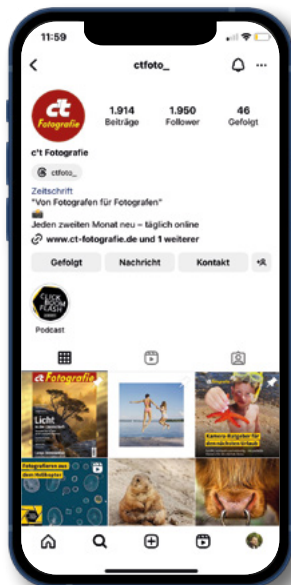 11:59
ctfoto_
c't
Fotografie
1.914
Beiträge
1.950
Follower
46
Gefolgt
c't Fotografie
ctfoto_
Zeitschrift
"Von Fotografen für Fotografen"
Jeden zweiten Monat neu – täglich online
www.ct-fotografie.de und 1 weiterer
Gefolgt
Nachricht
Kontakt
CLICK
BOOM
FLASH
Podcast
c't Fotografie
Licht
Kamera-Ratgeber für
den nächsten Urlaub
Fotografieren aus
dem Helikopter